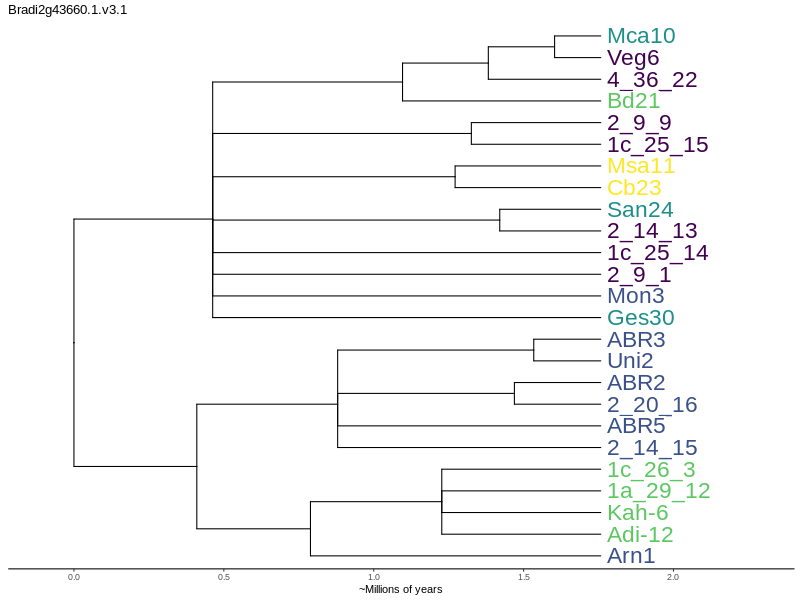 Bradi2g43660.1.v3.1
Mca10
Veg6
4_36_22
Bd21
2_9_9
1c_25_15
Msa11
Cb23
San24
2_14_13
1c_25_14
2_9_1
Mon3
Ges30
ABR3
Uni2
ABR2
2_20_16
ABR5
2_14_15
1c_26_3
1a_29_12
Kah-6
Adi-12
Arn1
0.0 0.5 1.0 1.5 2.0
~Millions of years